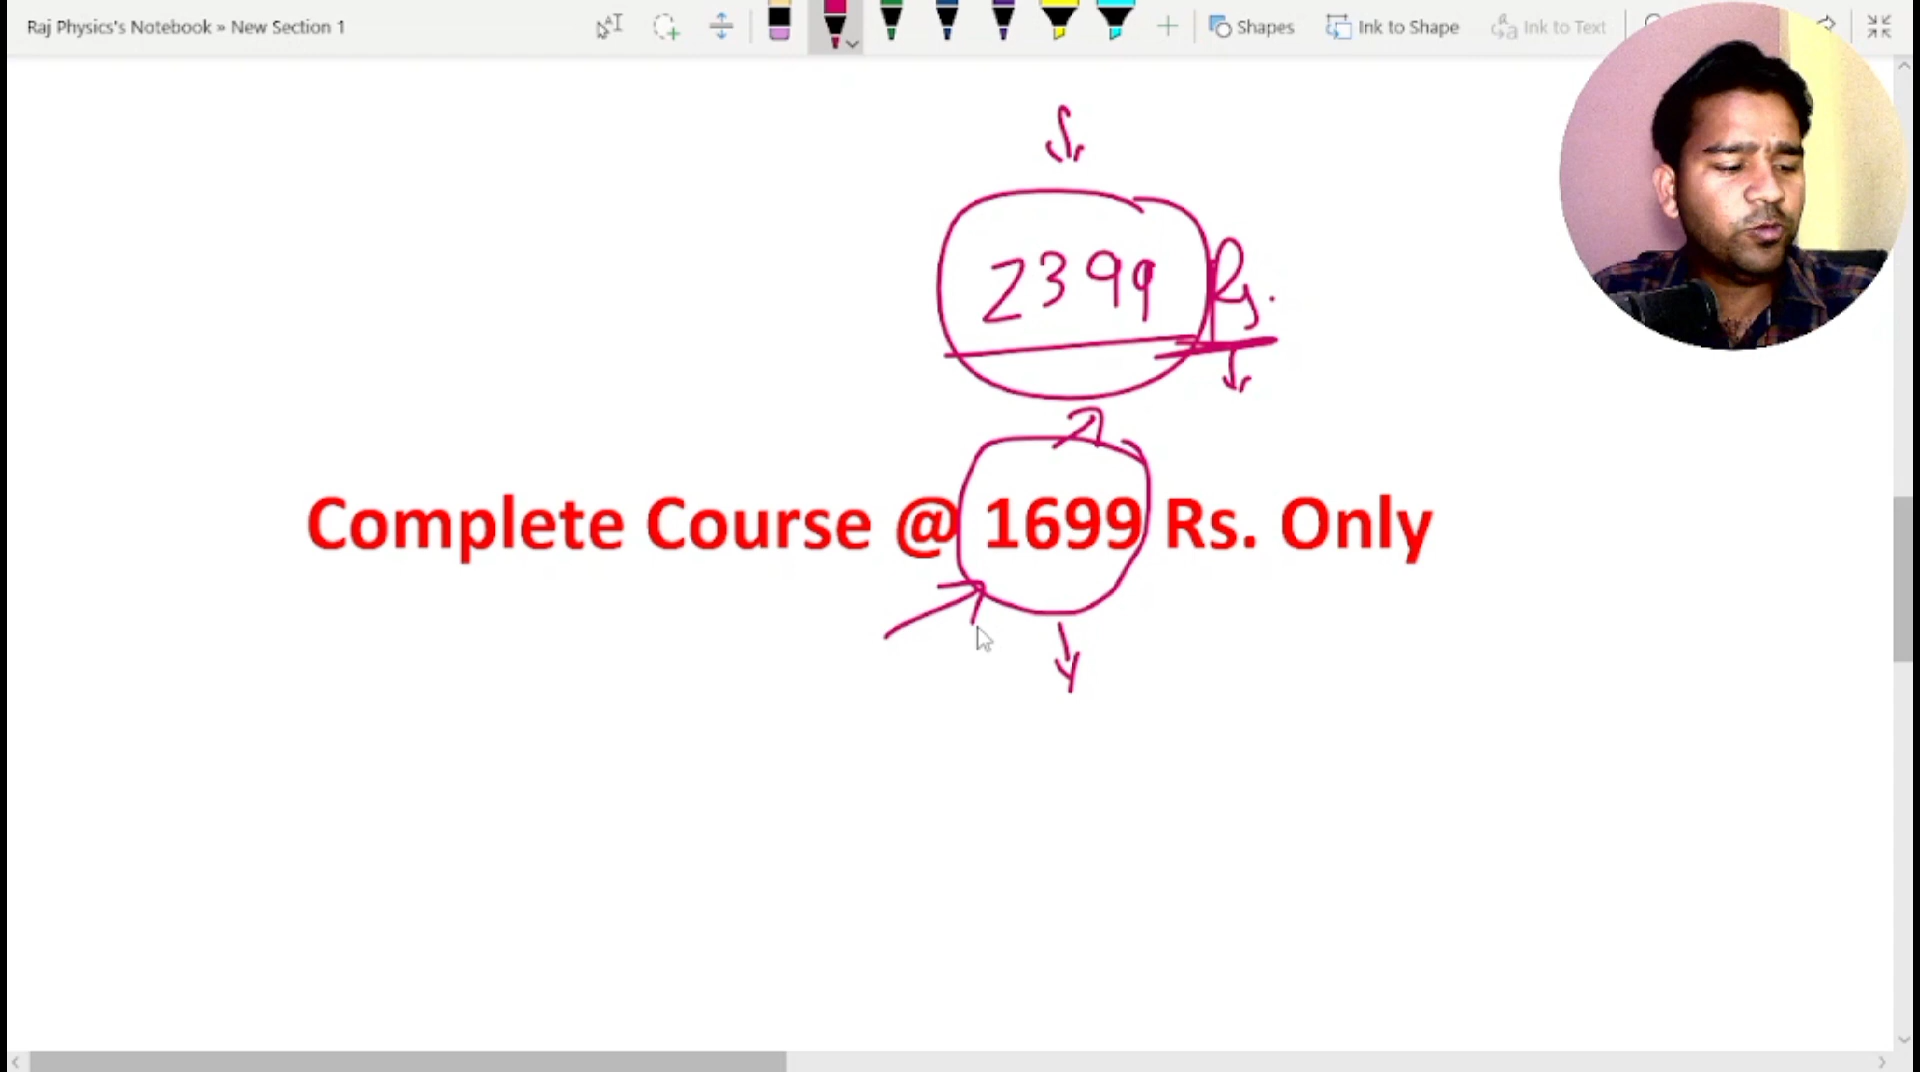 Raj Physics's Notebook » New Section 1
Shapes
Ink to Shape
Ink to Text
2399 Rs.
Complete Course @ 1699 Rs. Only